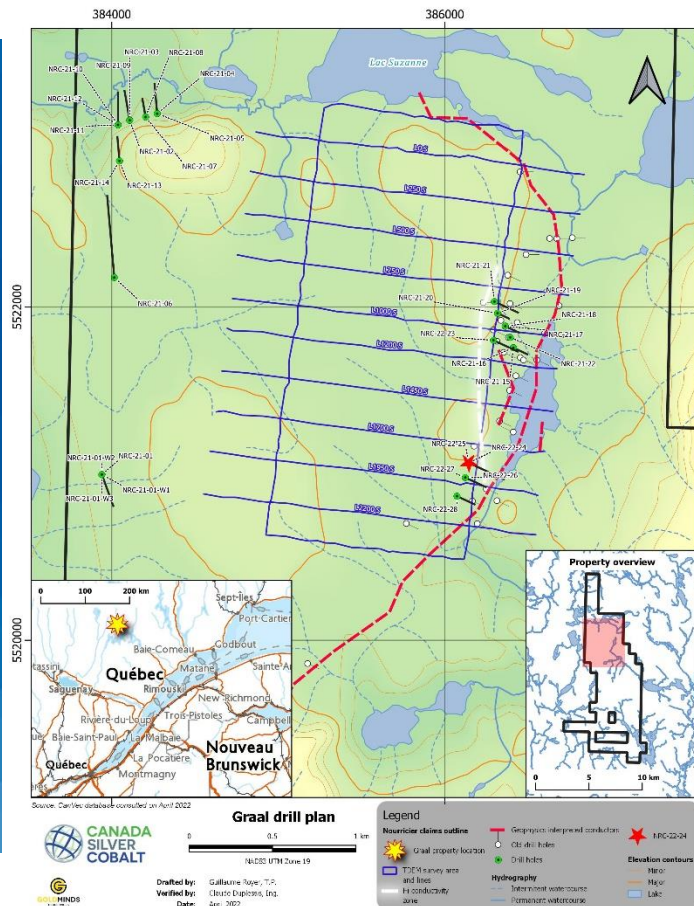 384000
386000
NRC-21-03
NRC-21-08
NRC-21-09
NRC-21-10
NRC-21-04
NRC-21-12
NRC-21-11
NRC-21-05
NRC-21-02
NRC-21-07
NRC-21-14
NRC-21-13
NRC-21-06
Lac Suzanne
5522000
5520000
NRC-21-21
NRC-21-19
NRC-21-20
NRC-21-18
NRC-22-23
NRC-21-17
NRC-21-22
NRC-21-16
NRC-21-15
NRC-22-25
NRC-22-24
NRC-22-27
NRC-22-26
NRC-22-28
NRC-21-01-W2
NRC-21-01
NRC-21-01-W1
NRC-21-01-W3
L0S
L500S
L750S
L1000S
L1450S
L1950S
L2200S
0 100 200 km
Sept-Îles
Port-Cartier
Baie-Comeau
Godbout
Matane
Québec
Rimouski
Saguenay
New-Richmond
Rivière-du-Loup
Trois-Pistoles
Baie-Saint-Paul
La Malbaie
Campbell
Nouveau
Brunswick
La Pocatière
Québec
Montmagny
Property overview
0 5 10 km
Source: CanVec database consulted on April 2022
CANADA
SILVER
COBALT
GOLDMINDS
Graal drill plan
0 0.5 1 km
NAD83 UTM Zone 19
Drafted by: Guillaume Royer, T.P.
Verified by: Claude Duplessis, Eng.
Date: April 2022
Legend
Nourricier claims outline
Graal property location
TDEM survey area
and lines
Hi conductivity
zone
Geophysics interpreted conductors
Old drill holes
Drill holes
Hydrography
Intermitent watercourse
Permanent watercourse
NRC-22-24
Elevation contours
Minor
Major
Lake